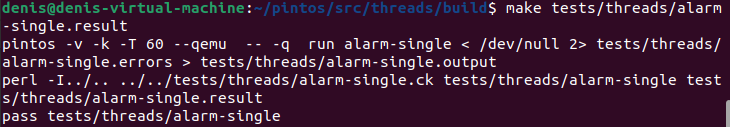 denis@denis-virtual-machine:~/pintos/src/threads/build$ make tests/threads/alarm
-single.result
pintos -v -k -T 60 --qemu  -- -q  run alarm-single < /dev/null 2> tests/threads/
alarm-single.errors > tests/threads/alarm-single.output
perl -I../.. ../../tests/threads/alarm-single.ck tests/threads/alarm-single test
s/threads/alarm-single.result
pass tests/threads/alarm-single